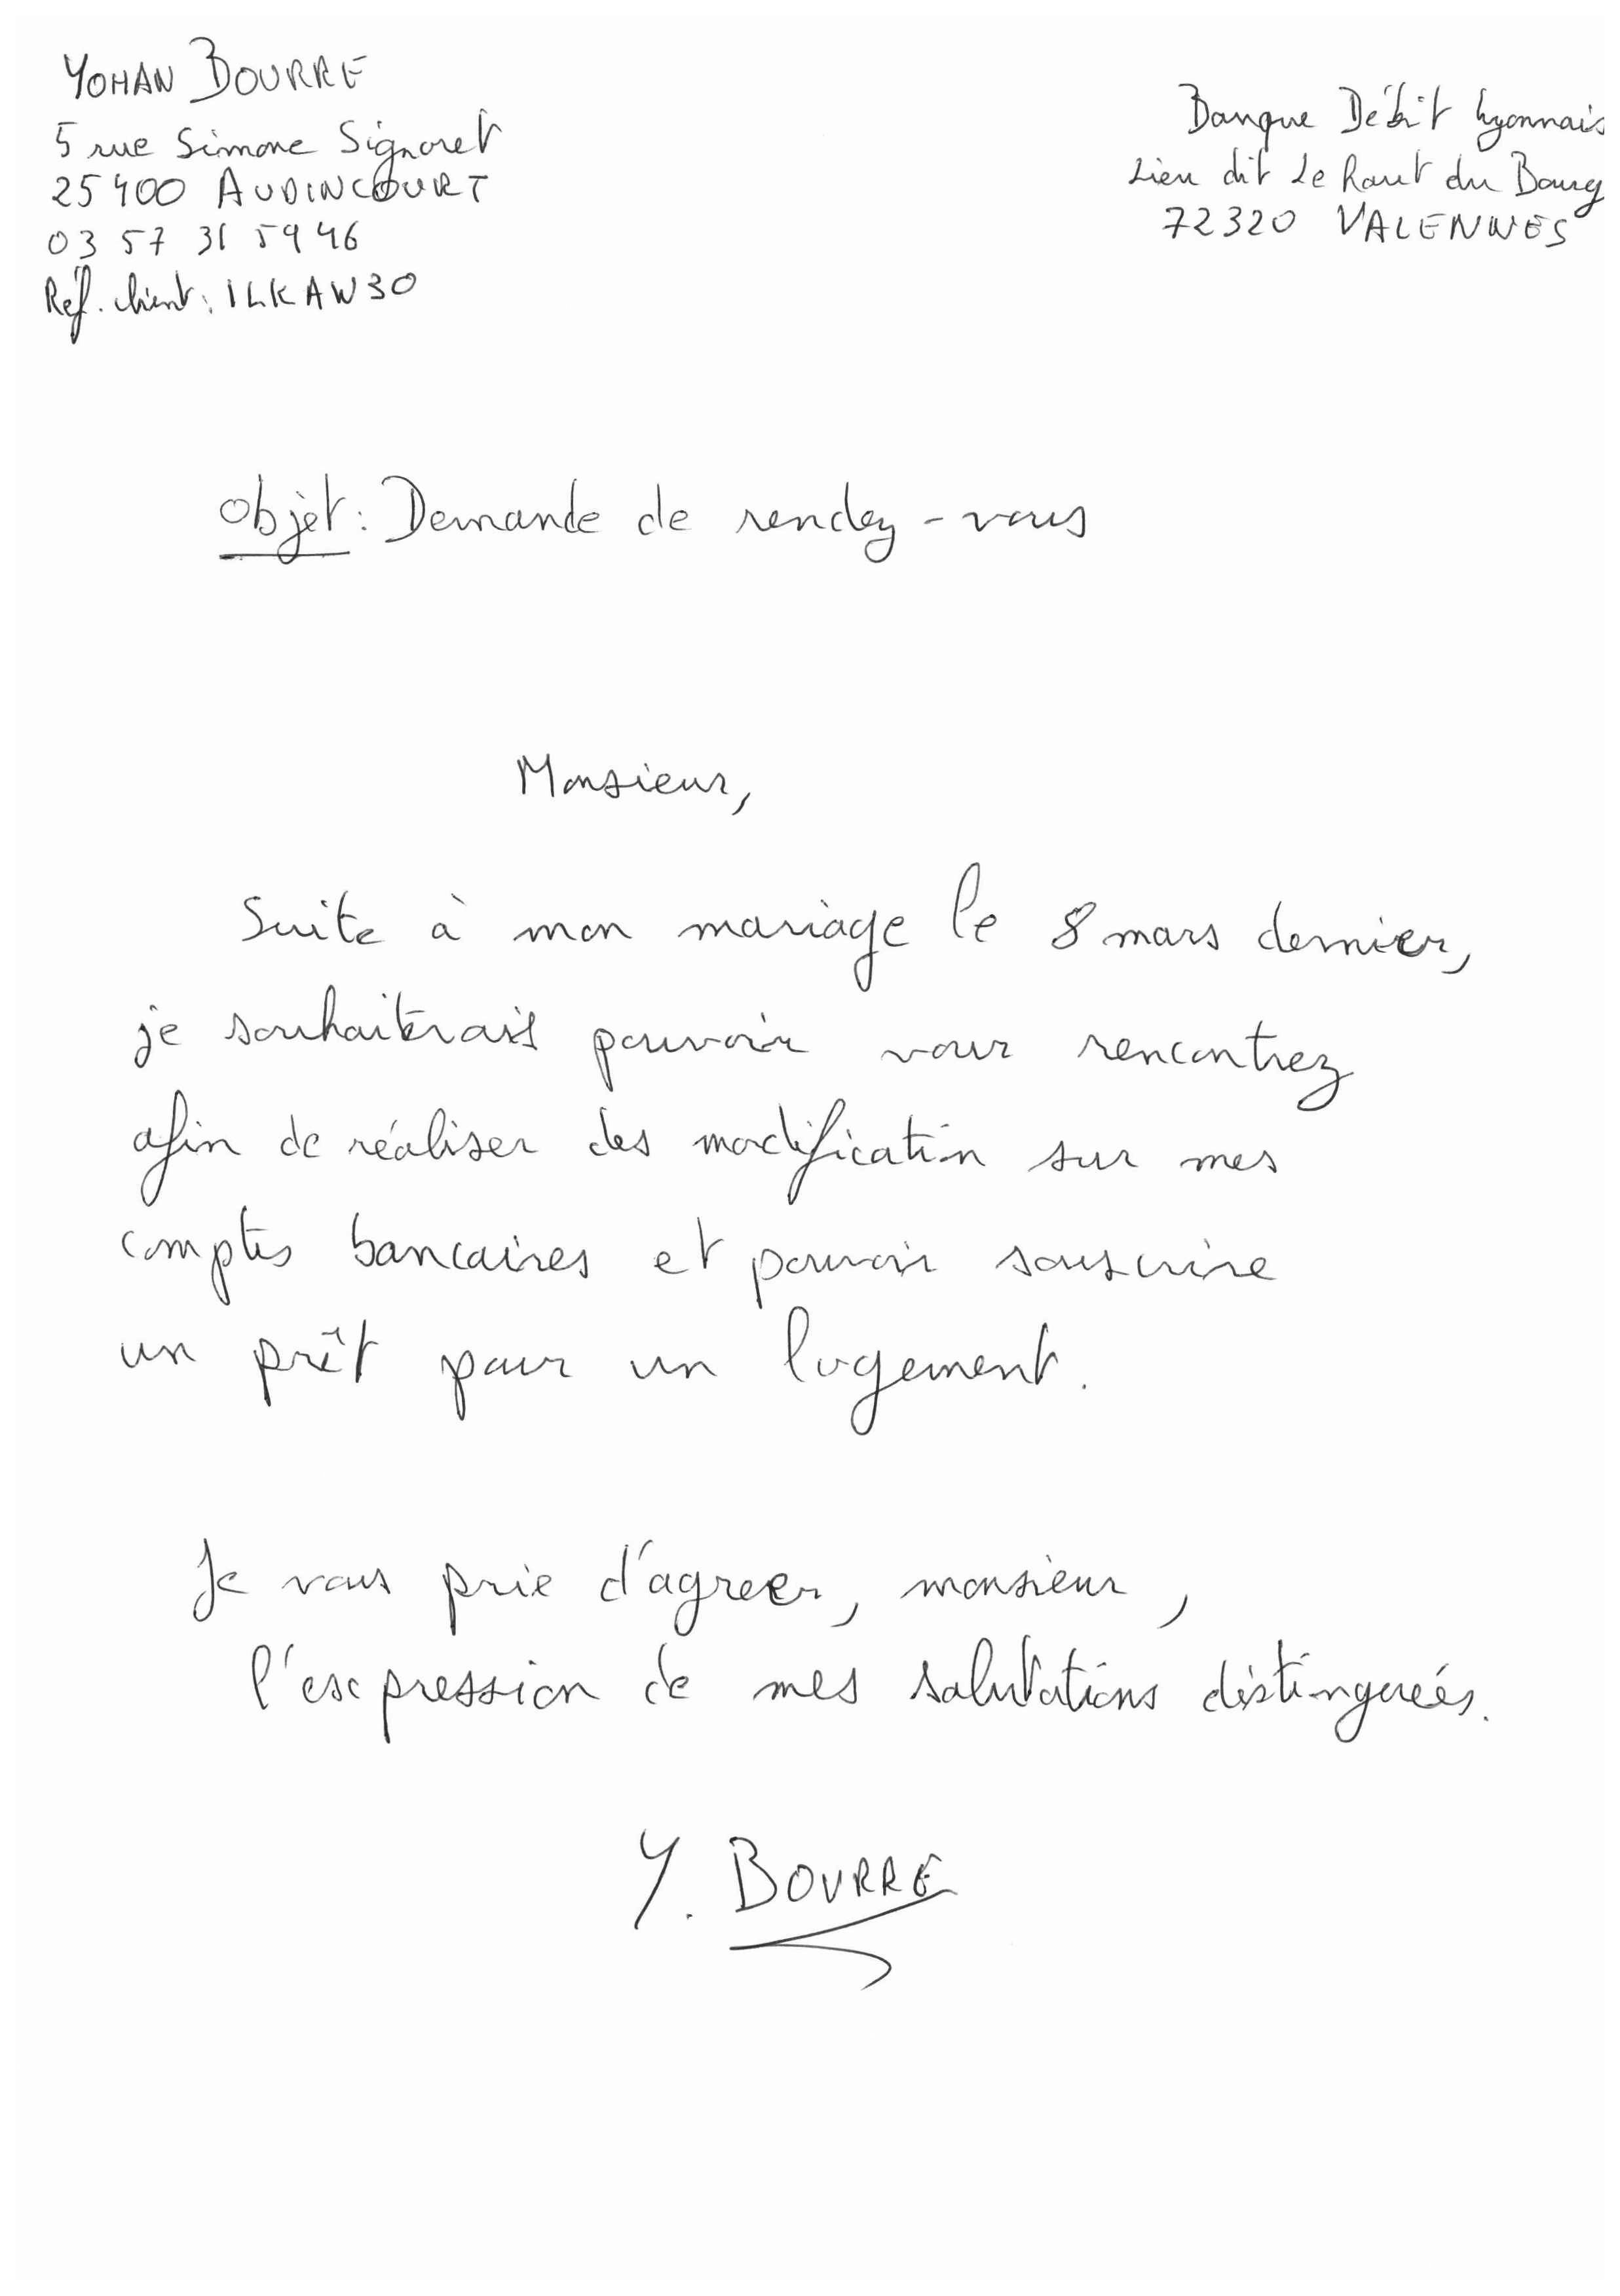 YOHAN BOURRE
5 rue Simone Signoret
25400 AUDINCOURT
03 57 31 59 46
Réf. client : ILKAW30
Banque Débit Lyonnais
Lieu dit Le Haut du Bourg
72320 VALENNES
Objet : Demande de rendez-vous
Monsieur,
Suite à mon mariage le 8 mars dernier,
je souhaiterais pouvoir vour rencontrez
afin de réaliser des modification sur mes
comptes bancaires et pouvoir souscrire
un prêt pour un logement.
Je vous prie d'agreer, monsieur,
l'expression de mes salutations distinguées.
Y. BOURRE